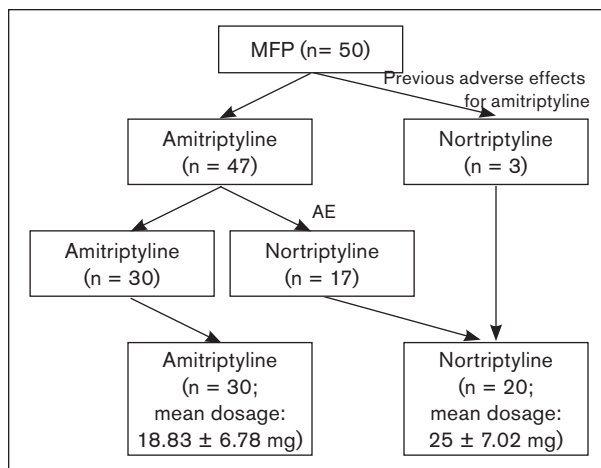 MFP (n= 50)
Previous adverse effects
for amitriptyline
Amitriptyline
(n = 47)
Nortriptyline
(n = 3)
AE
Amitriptyline
(n = 30)
Nortriptyline
(n = 17)
Amitriptyline
(n = 30;
mean dosage:
18.83 ± 6.78 mg)
Nortriptyline
(n = 20;
mean dosage:
25 ± 7.02 mg)